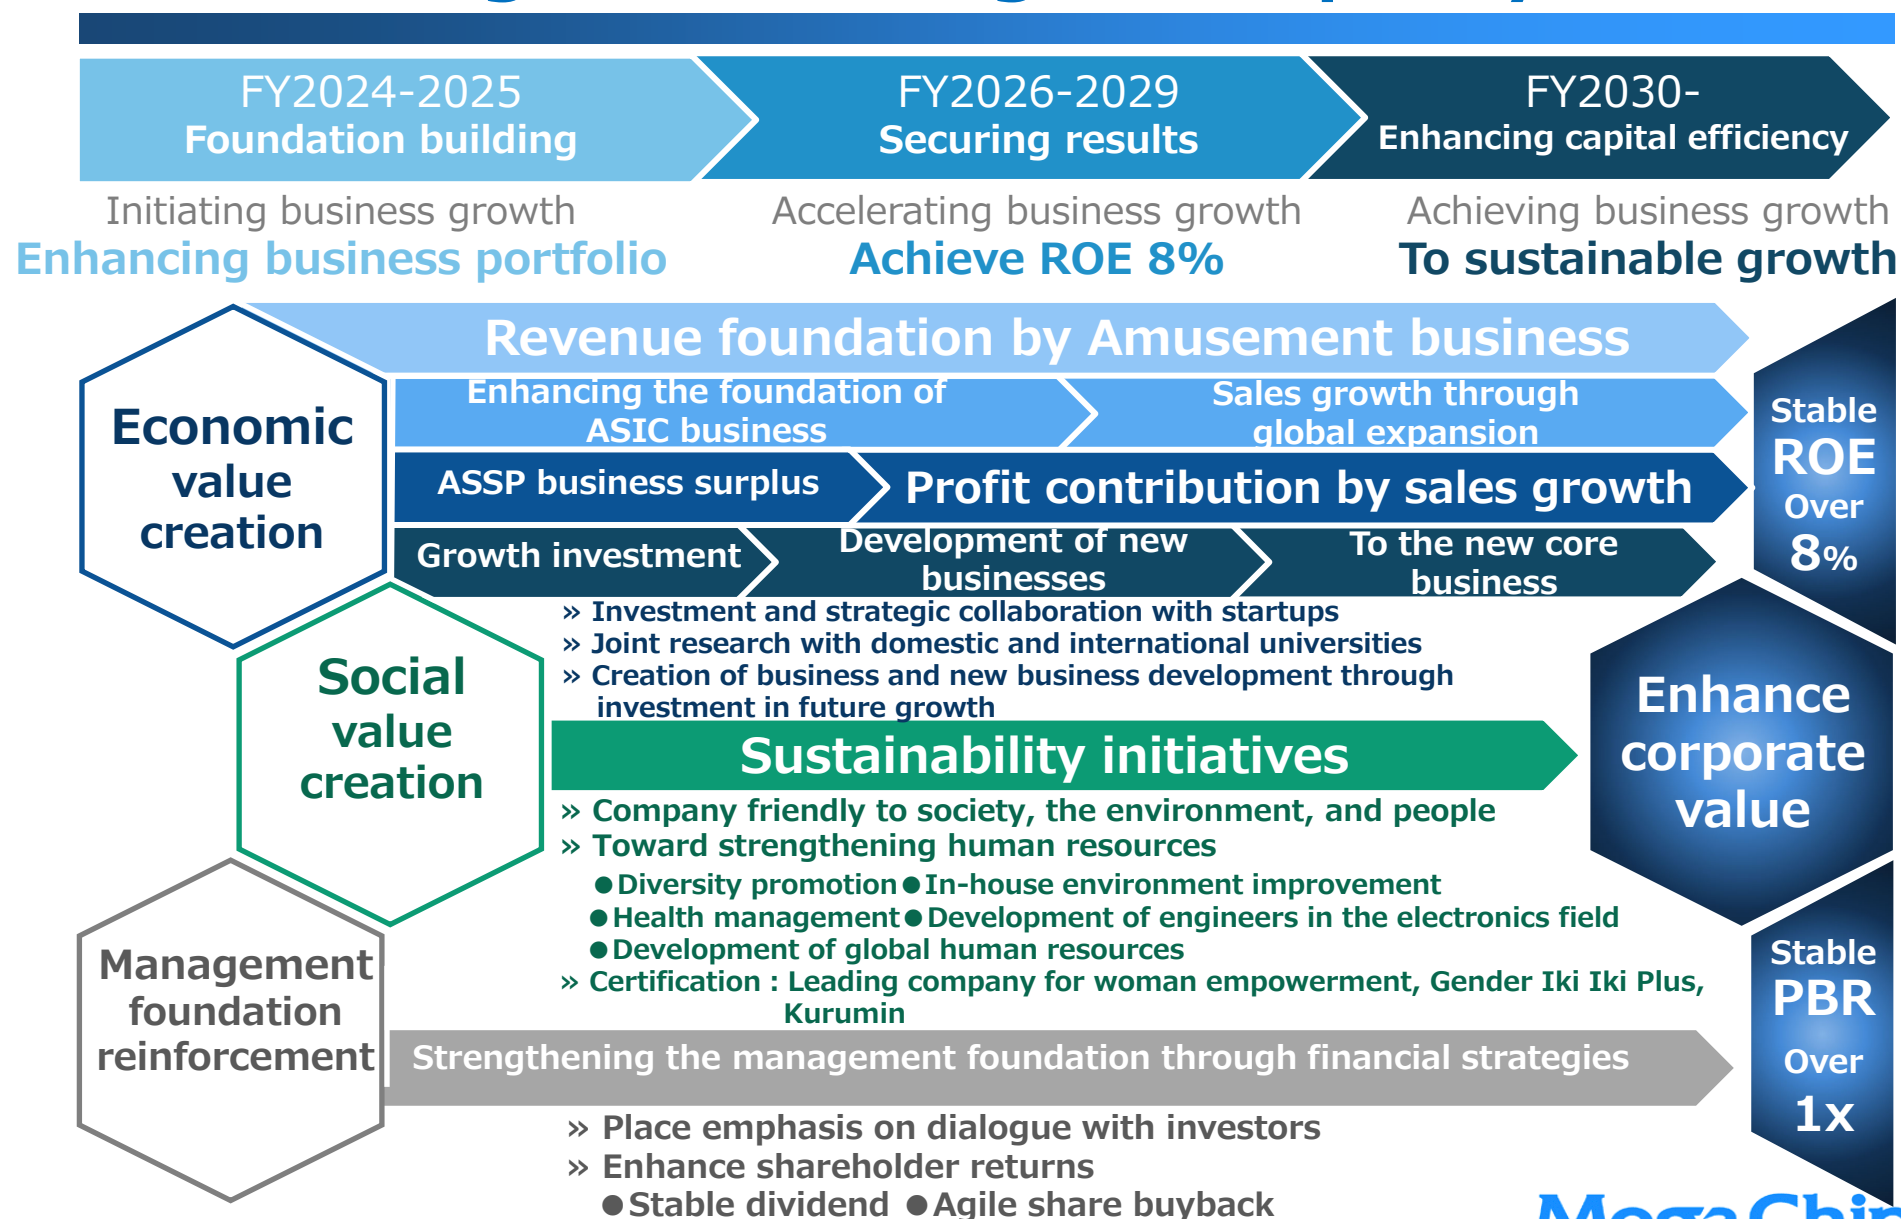 FY2024-2025
Foundation building
FY2026-2029
Securing results
FY2030-
Enhancing capital efficiency
Initiating business growth
Enhancing business portfolio
Accelerating business growth
Achieve ROE 8%
Achieving business growth
To sustainable growth
Economic
value
creation
Revenue foundation by Amusement business
Enhancing the foundation of
ASIC business
Sales growth through
global expansion
ASSP business surplus
Profit contribution by sales growth
Growth investment
Development of new
businesses
To the new core
business
Stable
ROE
Over
8%
» Investment and strategic collaboration with startups
» Joint research with domestic and international universities
» Creation of business and new business development through
investment in future growth
Social
value
creation
Sustainability initiatives
» Company friendly to society, the environment, and people
» Toward strengthening human resources
●Diversity promotion●In-house environment improvement
●Health management●Development of engineers in the electronics field
●Development of global human resources
» Certification : Leading company for woman empowerment, Gender Iki Iki Plus,
Kurumin
Enhance
corporate
value
Management
foundation
reinforcement
Strengthening the management foundation through financial strategies
» Place emphasis on dialogue with investors
» Enhance shareholder returns
●Stable dividend ●Agile share buyback
Stable
PBR
Over
1x